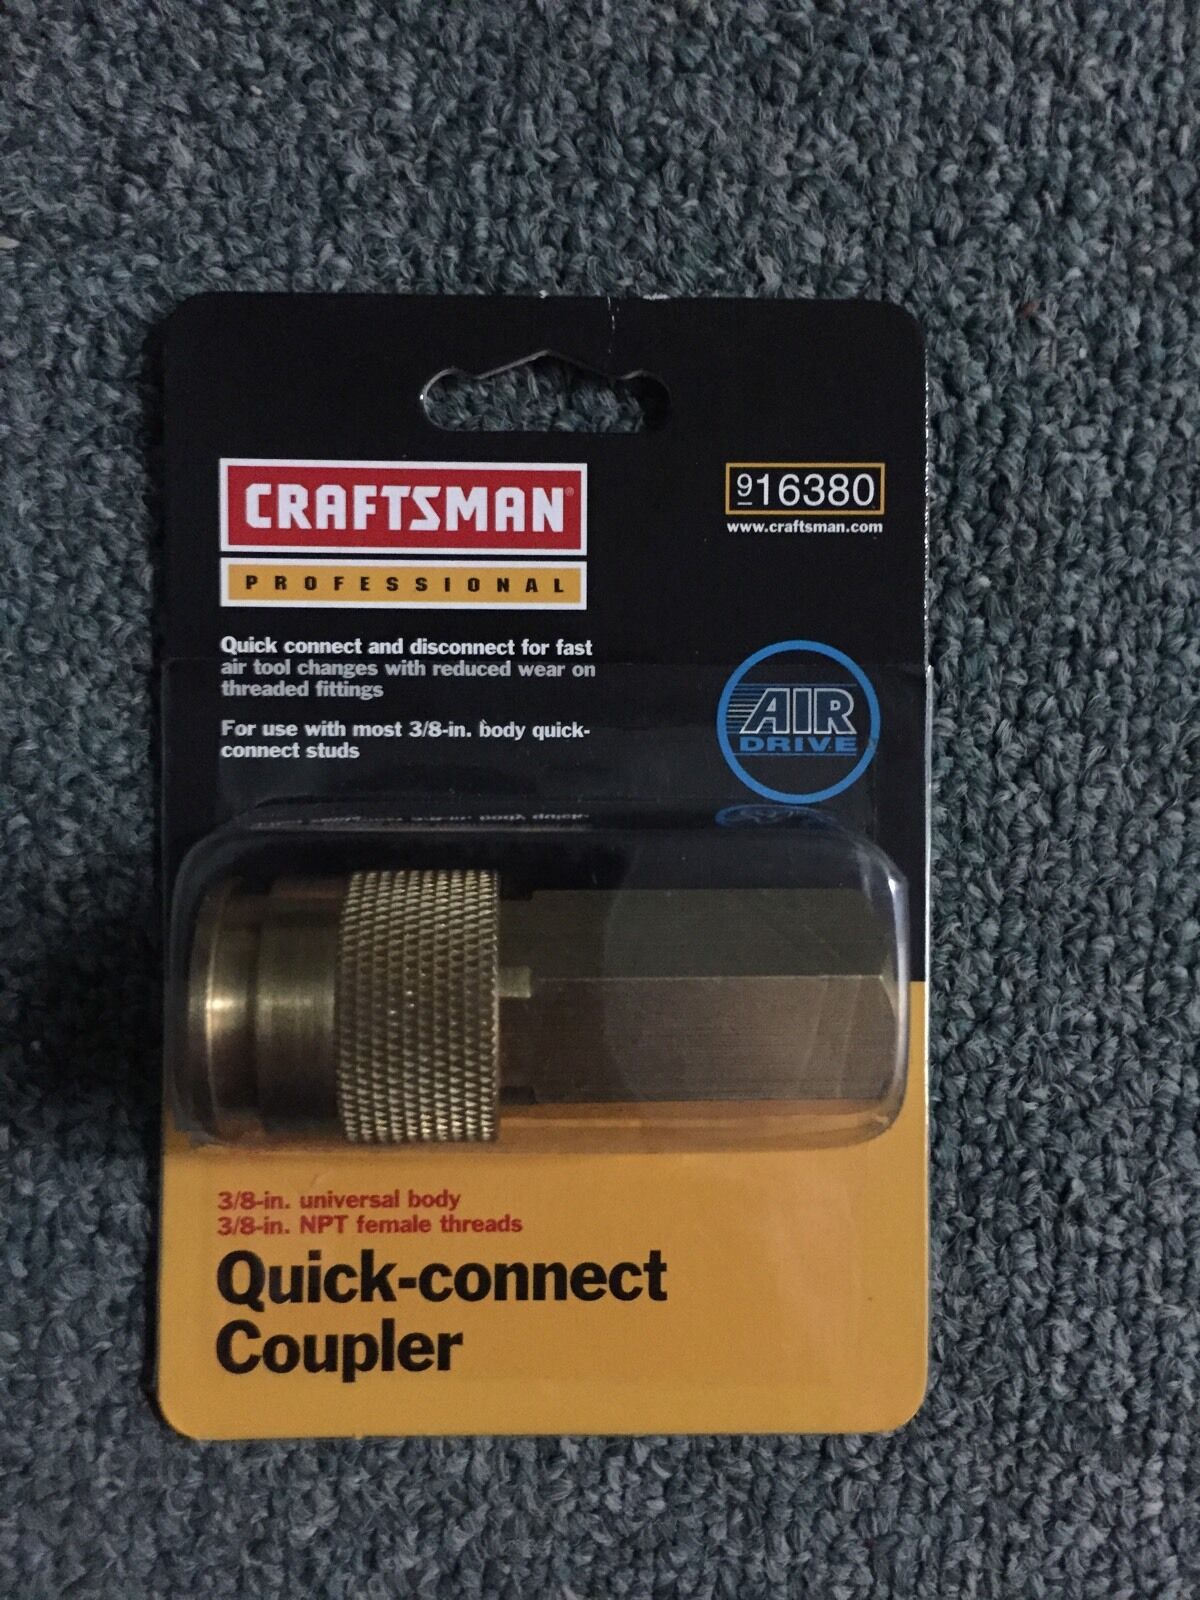 CRAFTSMAN®
PROFESSIONAL
916380
www.craftsman.com
Quick connect and disconnect for fast
air tool changes with reduced wear on
threaded fittings
For use with most 3/8-in. body quick-
connect studs
AIR
DRIVE
3/8-in. universal body
3/8-in. NPT female threads
Quick-connect
Coupler